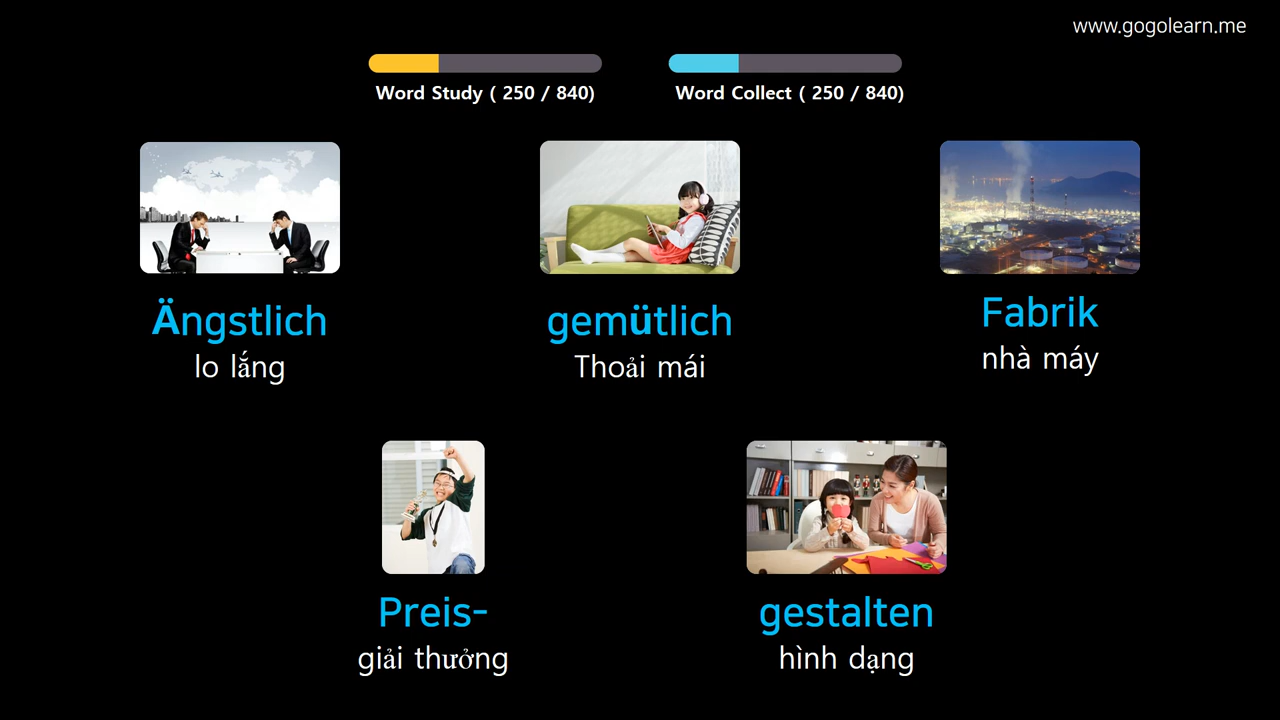 www.gogolearn.me
Word Study ( 250 / 840)
Word Collect ( 250 / 840)
Ängstlich
lo lắng
gemütlich
Thoải mái
Fabrik
nhà máy
Preis-
giải thưởng
gestalten
hình dạng